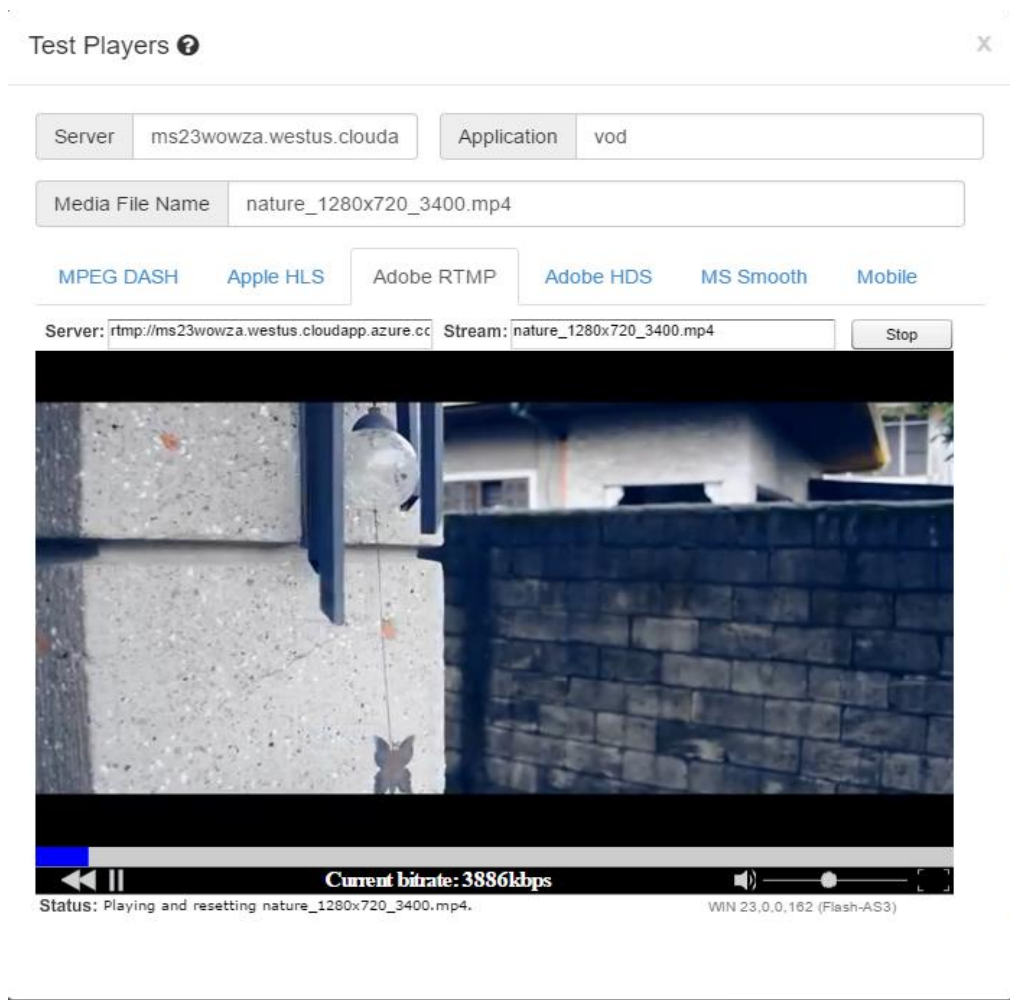 Test Players ?
x
Server ms23wowza.westus.clouda Application vod
Media File Name nature_1280x720_3400.mp4
MPEG DASH Apple HLS Adobe RTMP Adobe HDS MS Smooth Mobile
Server: rtmp://ms23wowza.westus.cloudapp.azure.cc Stream: nature_1280x720_3400.mp4 Stop
Current bitrate: 3886kbps
Status: Playing and resetting nature_1280x720_3400.mp4. WIN 23,0,0,162 (Flash-AS3)